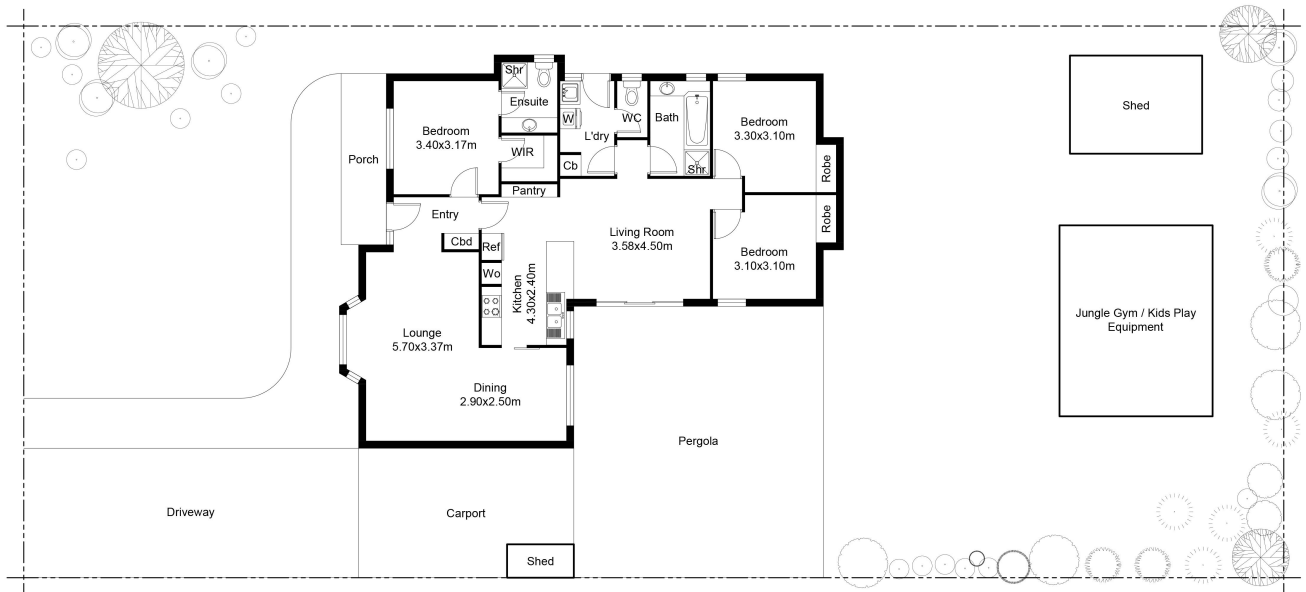 Shr
Ensuite
Bedroom
3.40x3.17m
WIR
Pantry
Porch
Entry
Cbd
W
L'dry
Cb
WC
Bath
Shr
Bedroom
3.30x3.10m
Robe
Robe
Bedroom
3.10x3.10m
Living Room
3.58x4.50m
Ref
Wo
Kitchen
4.30x2.40m
Lounge
5.70x3.37m
Dining
2.90x2.50m
Pergola
Driveway
Carport
Shed
Shed
Jungle Gym / Kids Play
Equipment